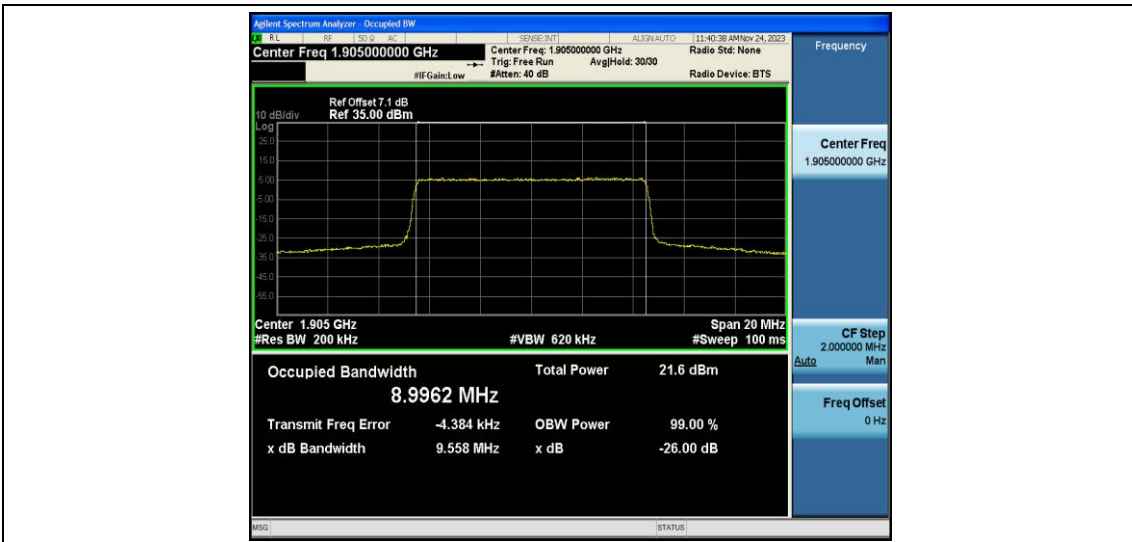 Agilent Spectrum Analyzer - Occupied BW
RL RF 50 Ω AC SENSE:INT ALIGN AUTO 11:40:38 AM Nov 24, 2023
Center Freq 1.905000000 GHz
Center Freq: 1.905000000 GHz
Radio Std: None
Trig: Free Run Avg|Hold: 30/30
#IFGain:Low #Atten: 40 dB Radio Device: BTS
Ref Offset 7.1 dB
10 dB/div Ref 35.00 dBm
Log
25.0
15.0
5.00
-5.00
-15.0
-25.0
-35.0
-45.0
-55.0
Center 1.905 GHz Span 20 MHz
#Res BW 200 kHz #VBW 620 kHz #Sweep 100 ms
Occupied Bandwidth Total Power 21.6 dBm
8.9962 MHz
Transmit Freq Error -4.384 kHz OBW Power 99.00 %
x dB Bandwidth 9.558 MHz x dB -26.00 dB
MSG STATUS
Frequency
Center Freq
1.905000000 GHz
CF Step
2.000000 MHz
Auto Man
Freq Offset
0 Hz